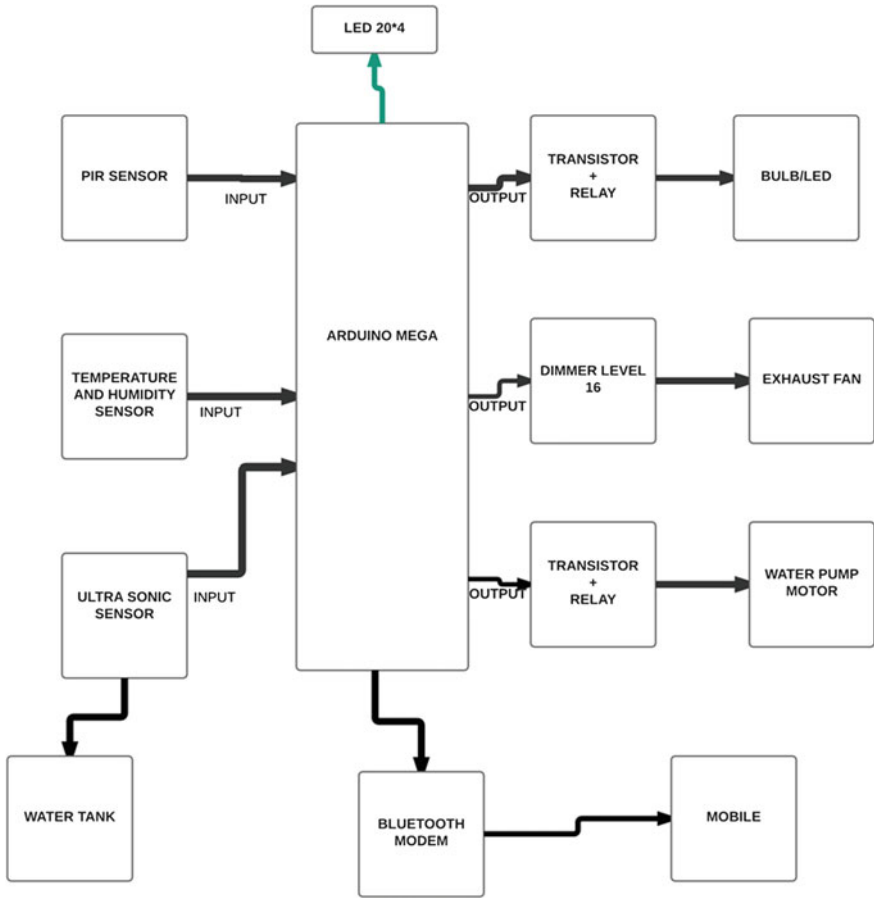 LED 20*4
PIR SENSOR
INPUT
ARDUINO MEGA
OUTPUT
TRANSISTOR
+
RELAY
BULB/LED
TEMPERATURE
AND HUMIDITY
SENSOR
INPUT
OUTPUT
DIMMER LEVEL
16
EXHAUST FAN
ULTRA SONIC
SENSOR
INPUT
OUTPUT
TRANSISTOR
+
RELAY
WATER PUMP
MOTOR
WATER TANK
BLUETOOTH
MODEM
MOBILE